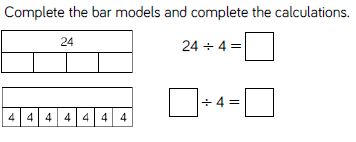 Complete the bar models and complete the calculations.
24
24 ÷ 4 =
÷ 4 =
4 4 4 4 4 4 4